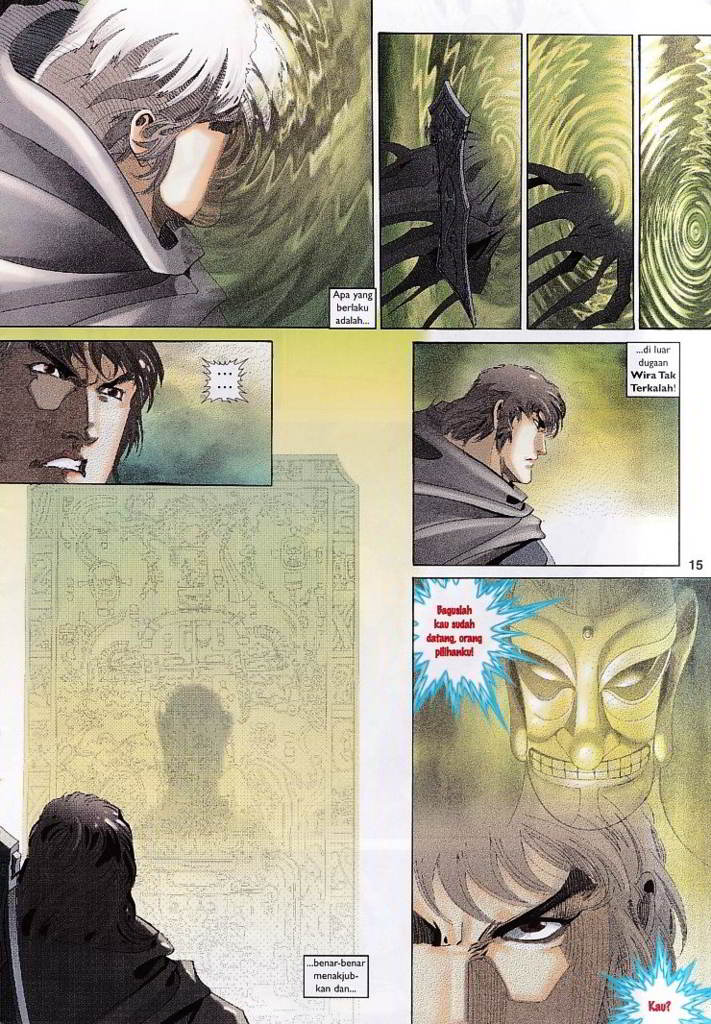 Apa yang
berlaku
adalah...
...
...
...benar-benar
menakjub-
kan dan...
...di luar
dugaan
Wira Tak
Terkalah!
15
Baguslah
kau sudah
datang, orang
pilihanku!
Kau?